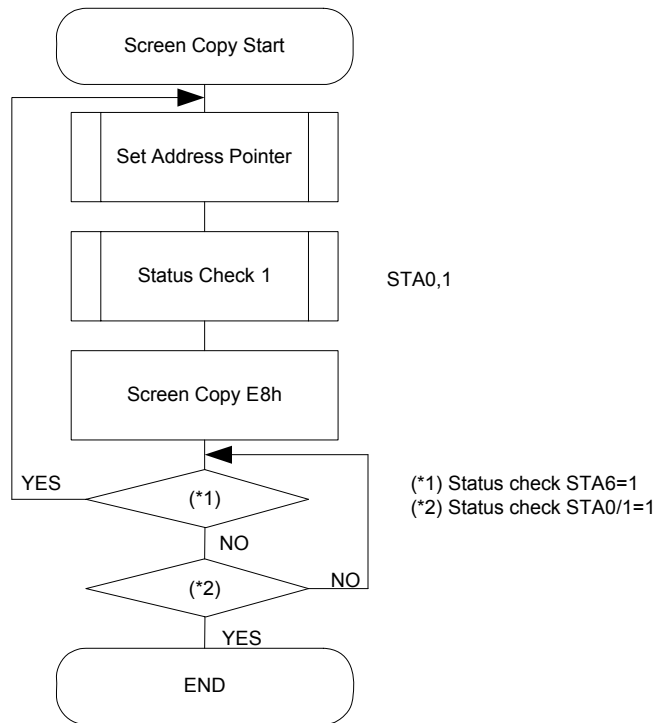 Screen Copy Start
Set Address Pointer
Status Check 1
STA0,1
Screen Copy E8h
YES
(*1)
(*1) Status check STA6=1
(*2) Status check STA0/1=1
NO
(*2)
NO
YES
END